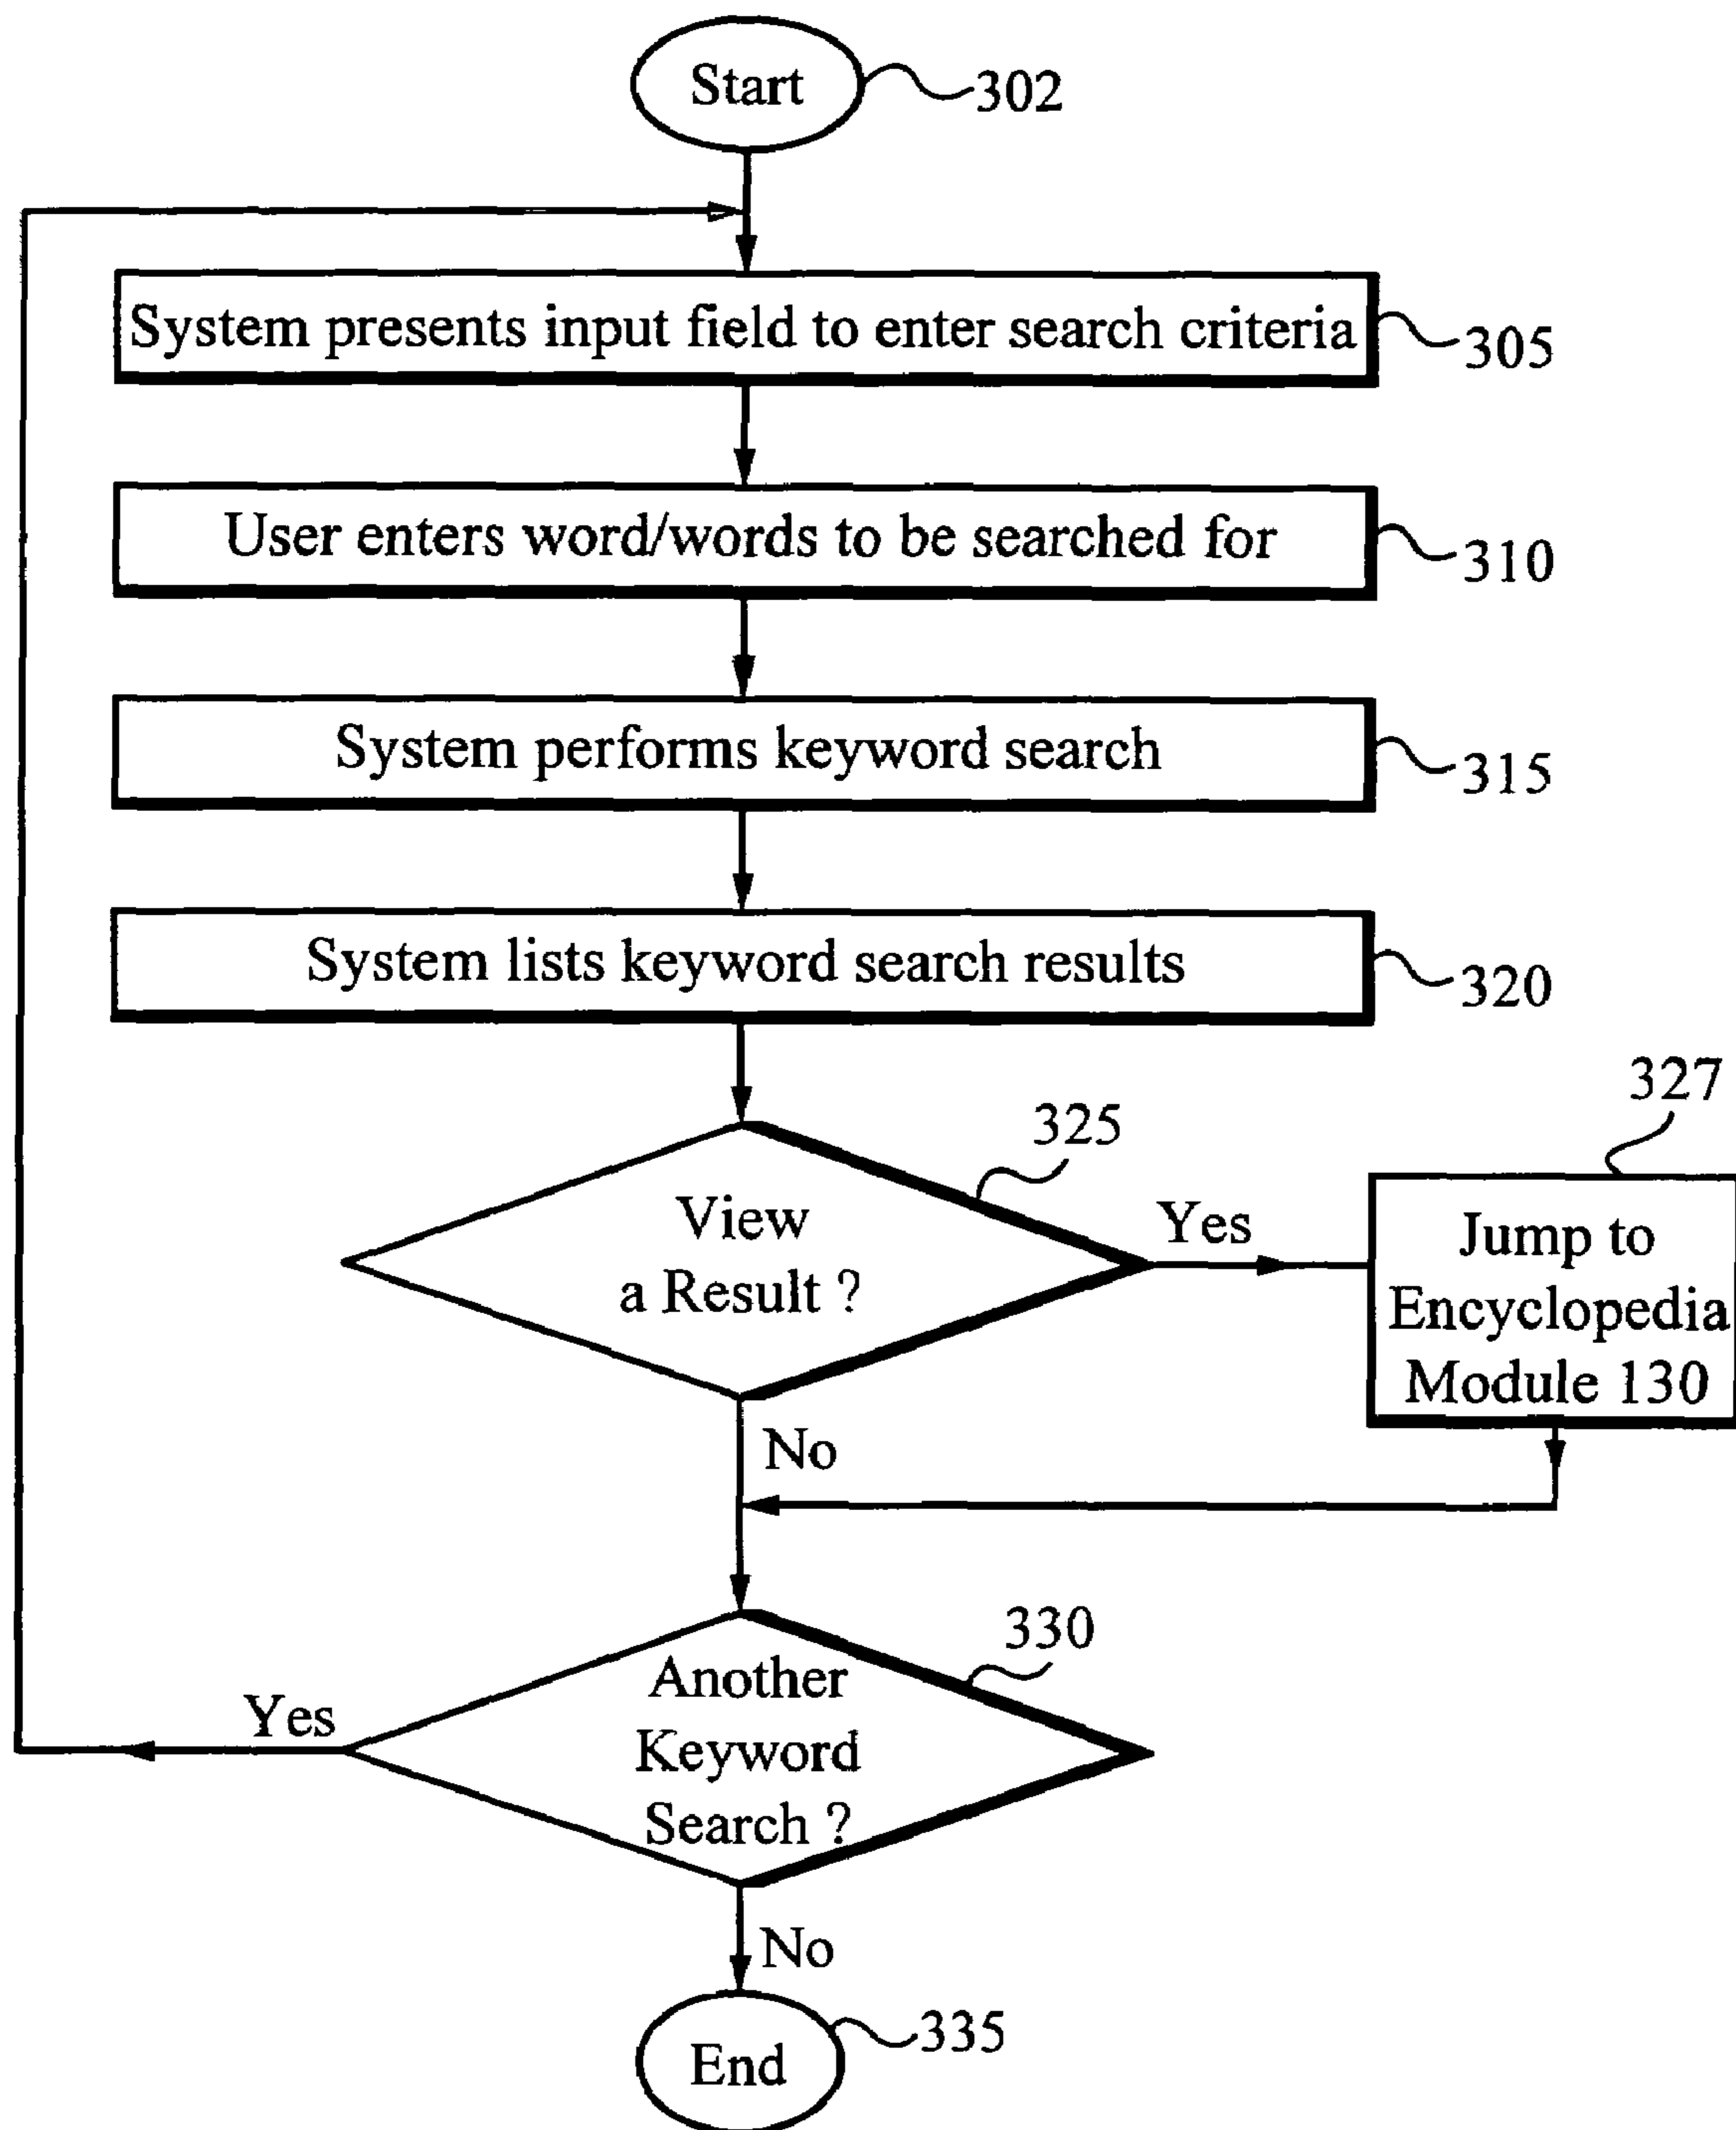 Start
302
System presents input field to enter search criteria
305
User enters word/words to be searched for
310
System performs keyword search
315
System lists keyword search results
320
327
325
View
a Result ?
Yes
Jump to
Encyclopedia
Module 130
No
330
Another
Keyword
Search ?
Yes
No
335
End